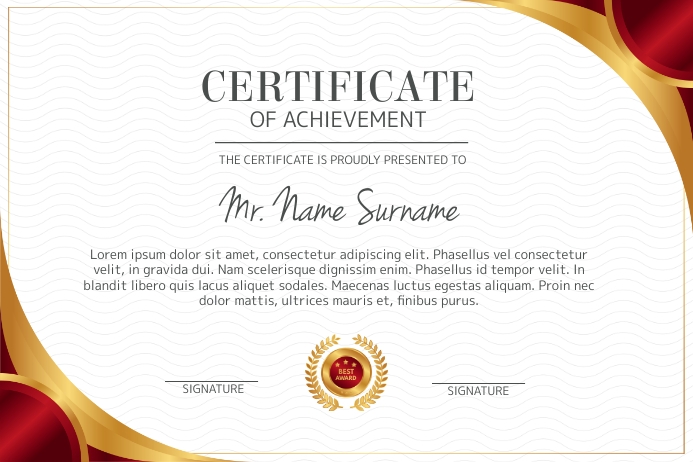 CERTIFICATE
OF ACHIEVEMENT
THE CERTIFICATE IS PROUDLY PRESENTED TO
Mr. Name Surname
Lorem ipsum dolor sit amet, consectetur adipiscing elit. Phasellus vel consectetur
velit, in gravida dui. Nam scelerisque dignissim enim. Phasellus id tempor velit. In
blandit libero quis lacus aliquet sodales. Maecenas luctus egestas aliquam. Proin nec
dolor mattis, ultrices mauris et, finibus purus.
BEST
AWARD
SIGNATURE
SIGNATURE